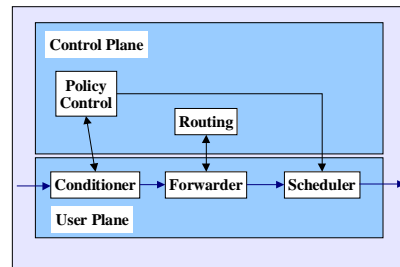 Control Plane
Policy
Control
Routing
Conditioner
Forwarder
Scheduler
User Plane